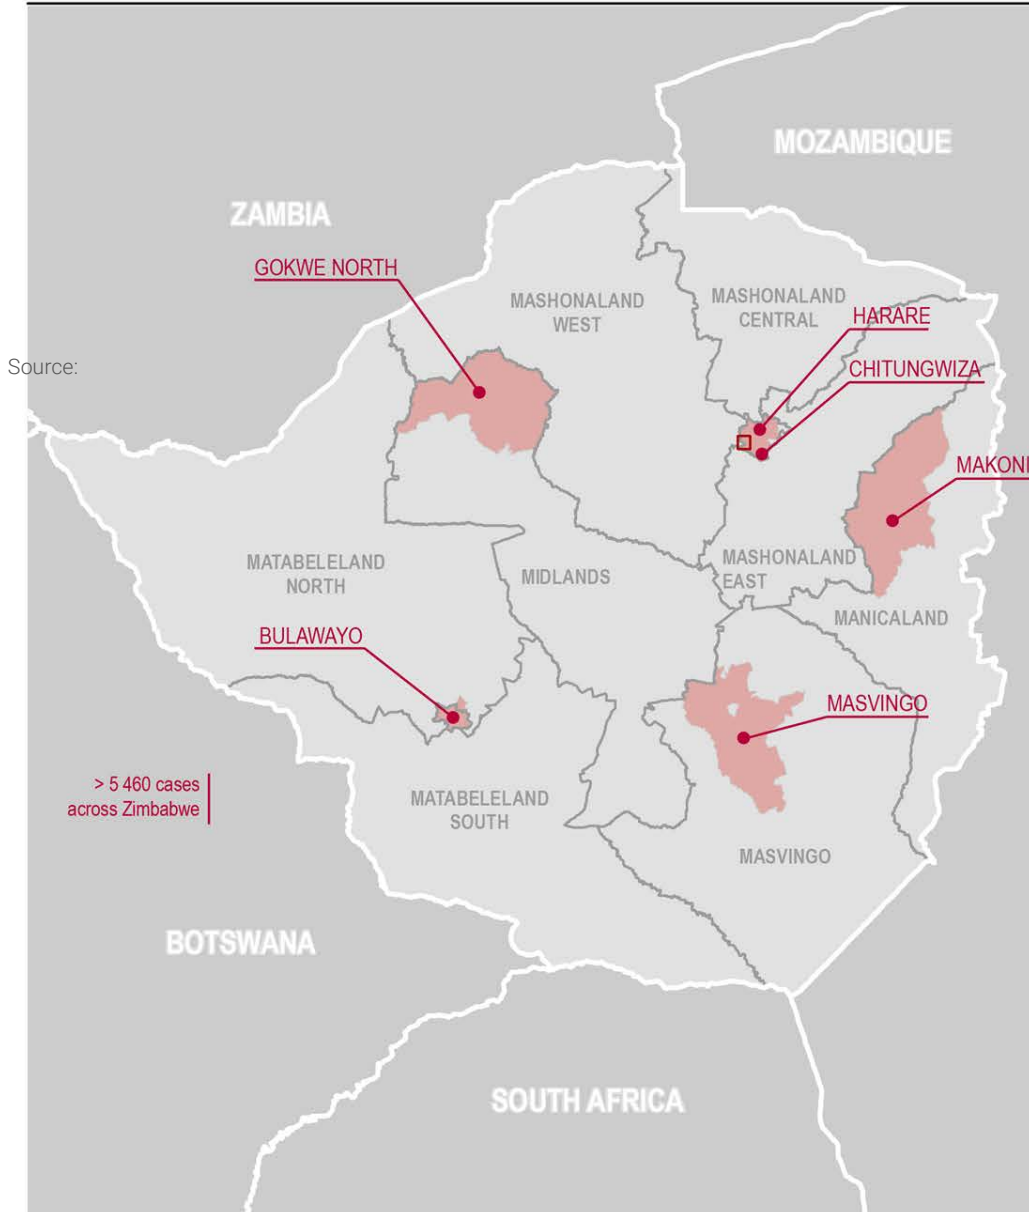 MOZAMBIQUE
ZAMBIA
GOKWE NORTH
MASHONALAND
WEST
MASHONALAND
CENTRAL
HARARE
Source:
CHITUNGWIZA
MAKONI
MATABELELAND
NORTH
MIDLANDS
MASHONALAND
EAST
MANICALAND
BULAWAYO
MASVINGO
> 5 460 cases
across Zimbabwe
MATABELELAND
SOUTH
MASVINGO
BOTSWANA
SOUTH AFRICA